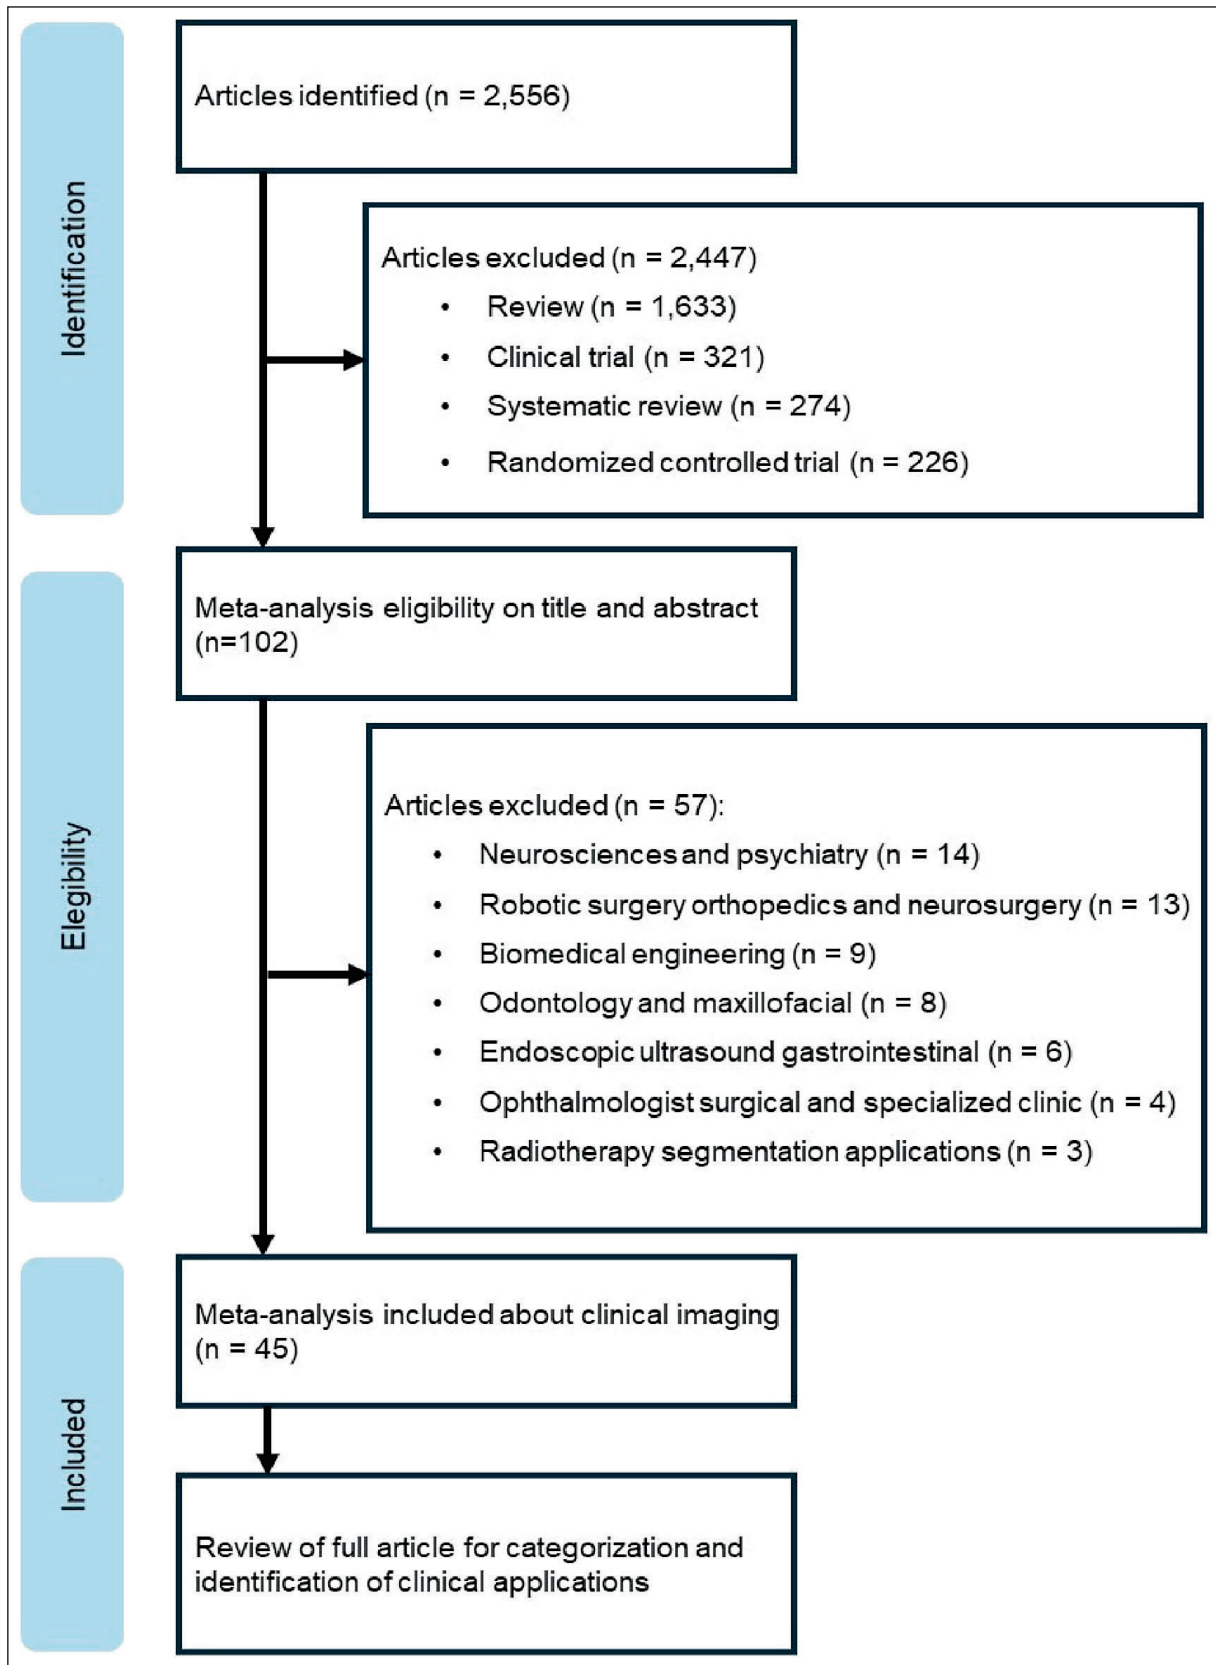 Identification
Articles identified (n = 2,556)
Articles excluded (n = 2,447)
• Review (n = 1,633)
• Clinical trial (n = 321)
• Systematic review (n = 274)
• Randomized controlled trial (n = 226)
Elegibility
Meta-analysis eligibility on title and abstract
(n=102)
Articles excluded (n = 57):
• Neurosciences and psychiatry (n = 14)
• Robotic surgery orthopedics and neurosurgery (n = 13)
• Biomedical engineering (n = 9)
• Odontology and maxillofacial (n = 8)
• Endoscopic ultrasound gastrointestinal (n = 6)
• Ophthalmologist surgical and specialized clinic (n = 4)
• Radiotherapy segmentation applications (n = 3)
Included
Meta-analysis included about clinical imaging
(n = 45)
Review of full article for categorization and
identification of clinical applications